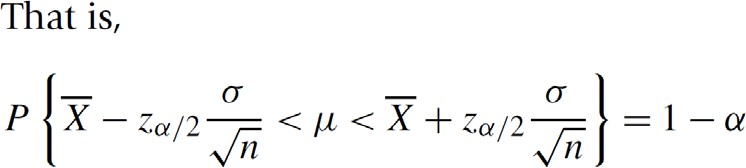 That is,
P { X̅ − z_{α/2} σ/√n < μ < X̅ + z_{α/2} σ/√n } = 1 − α